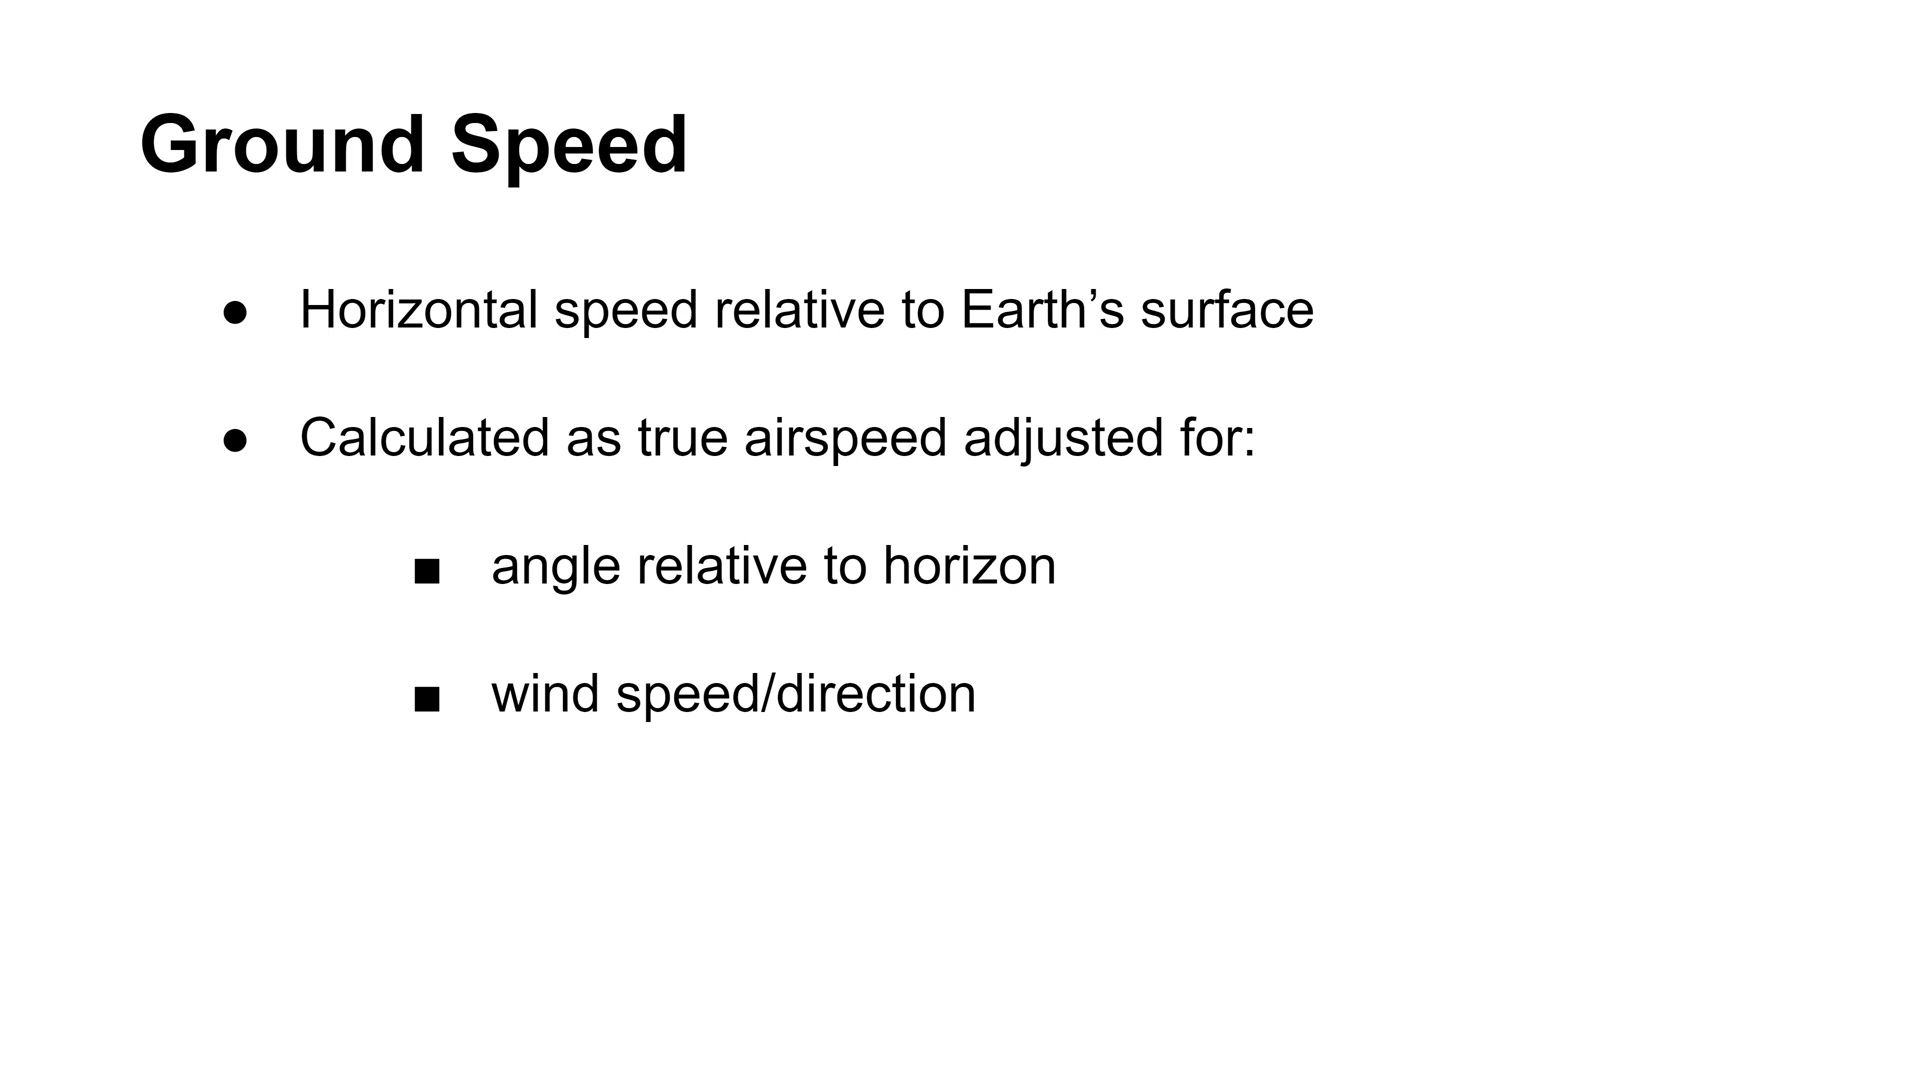 Ground Speed
● Horizontal speed relative to Earth’s surface
● Calculated as true airspeed adjusted for:
■ angle relative to horizon
■ wind speed/direction